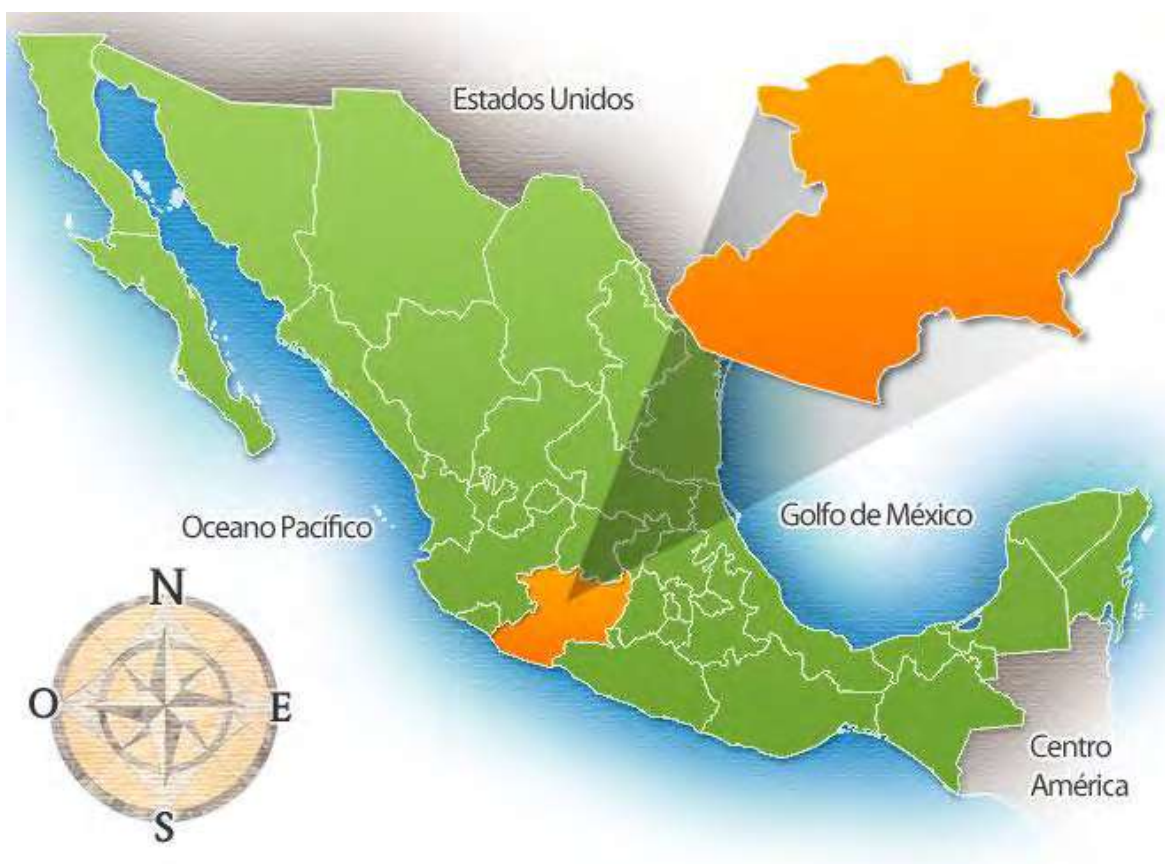 Estados Unidos
Golfo de México
Oceano Pacífico
N
O
E
S
Centro
América